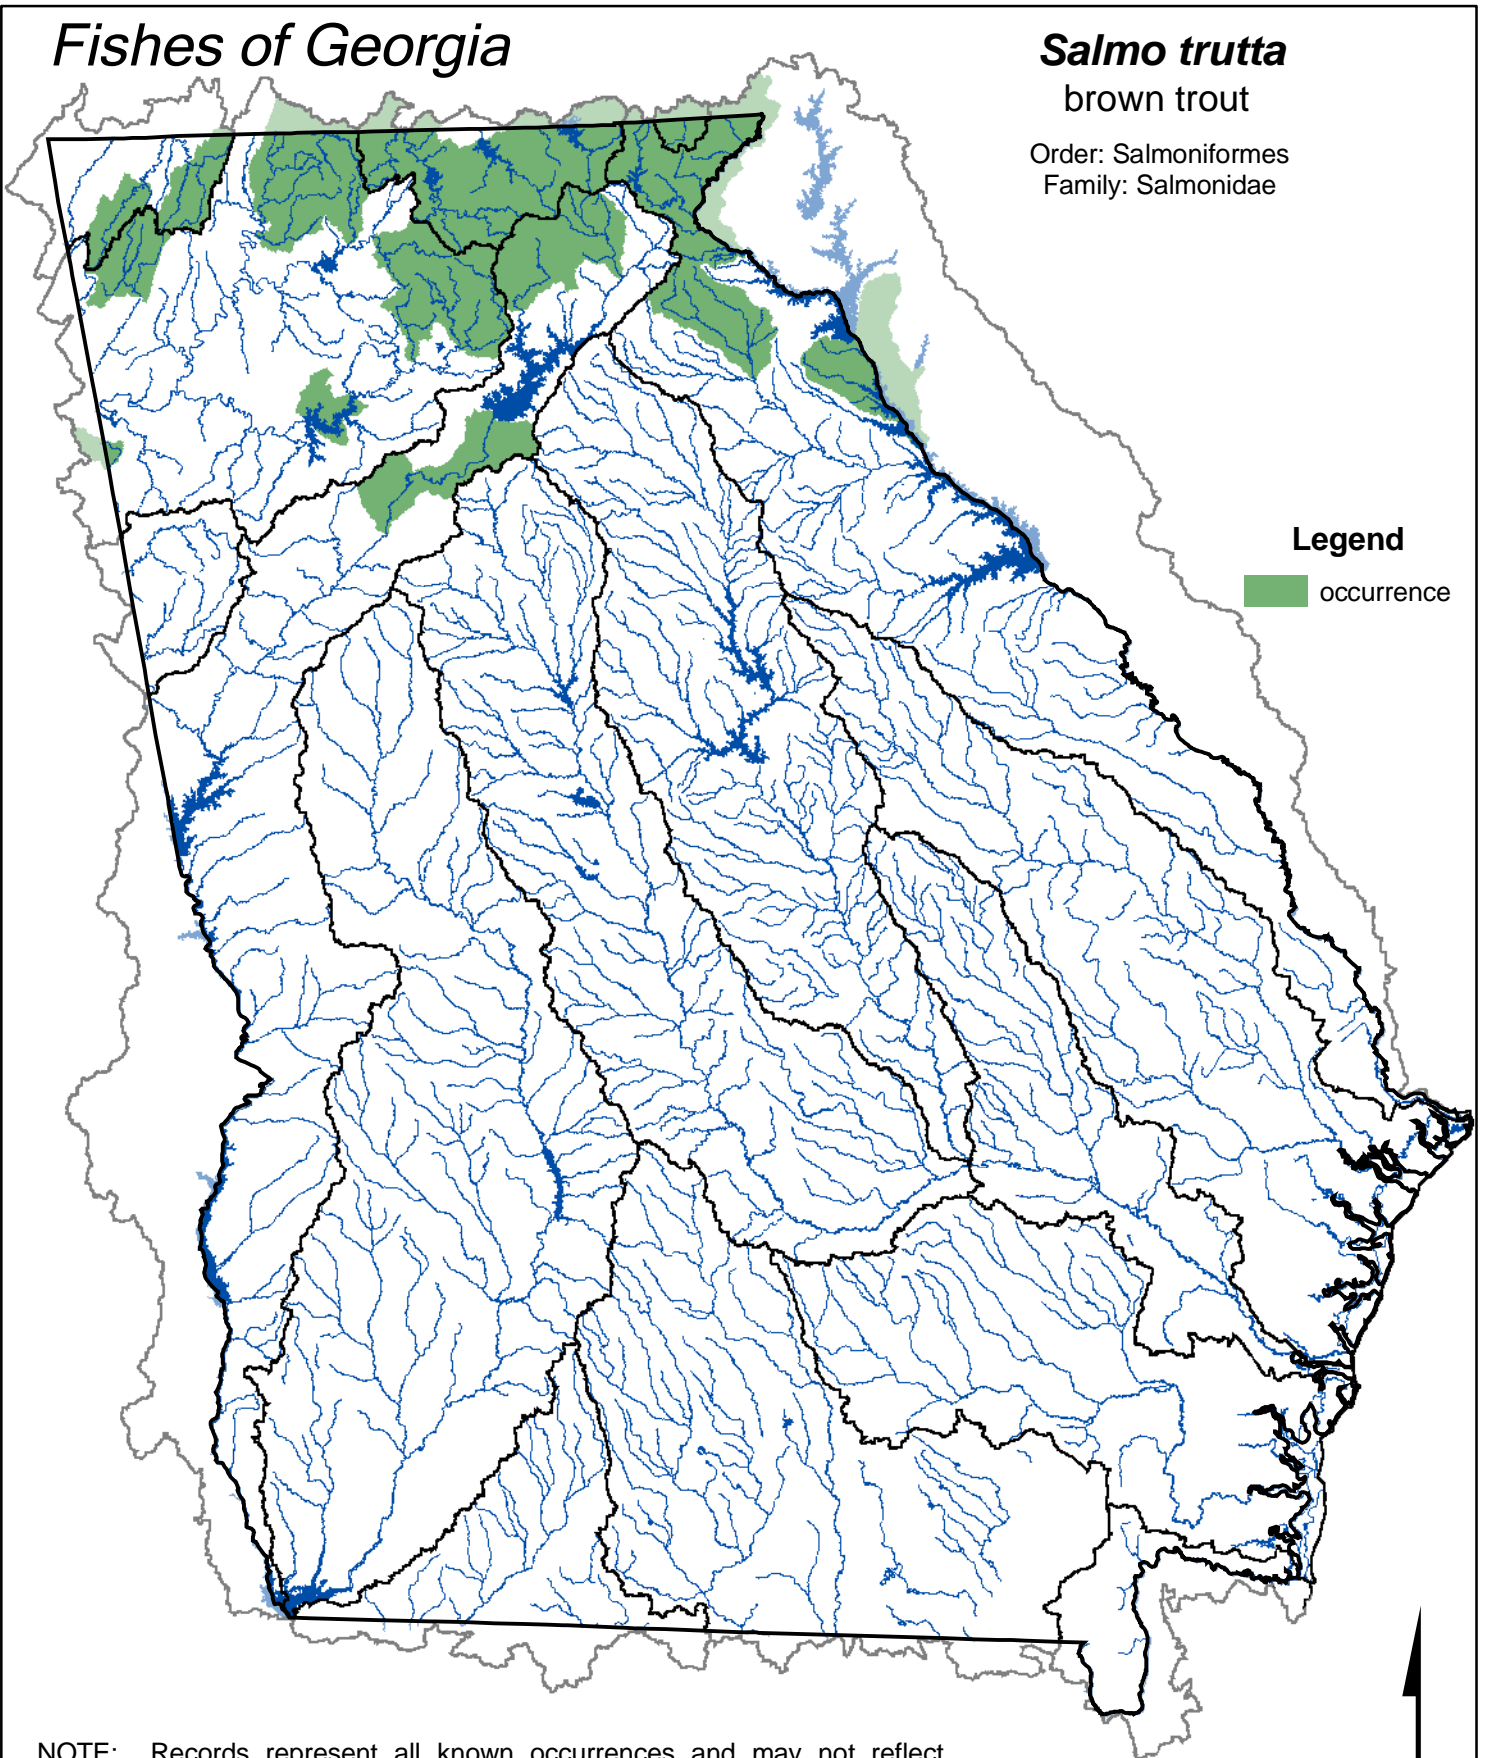 Fishes of Georgia
Salmo trutta
brown trout
Order: Salmoniformes
Family: Salmonidae
Legend
occurrence
NOTE: Records represent all known occurrences and may not reflect